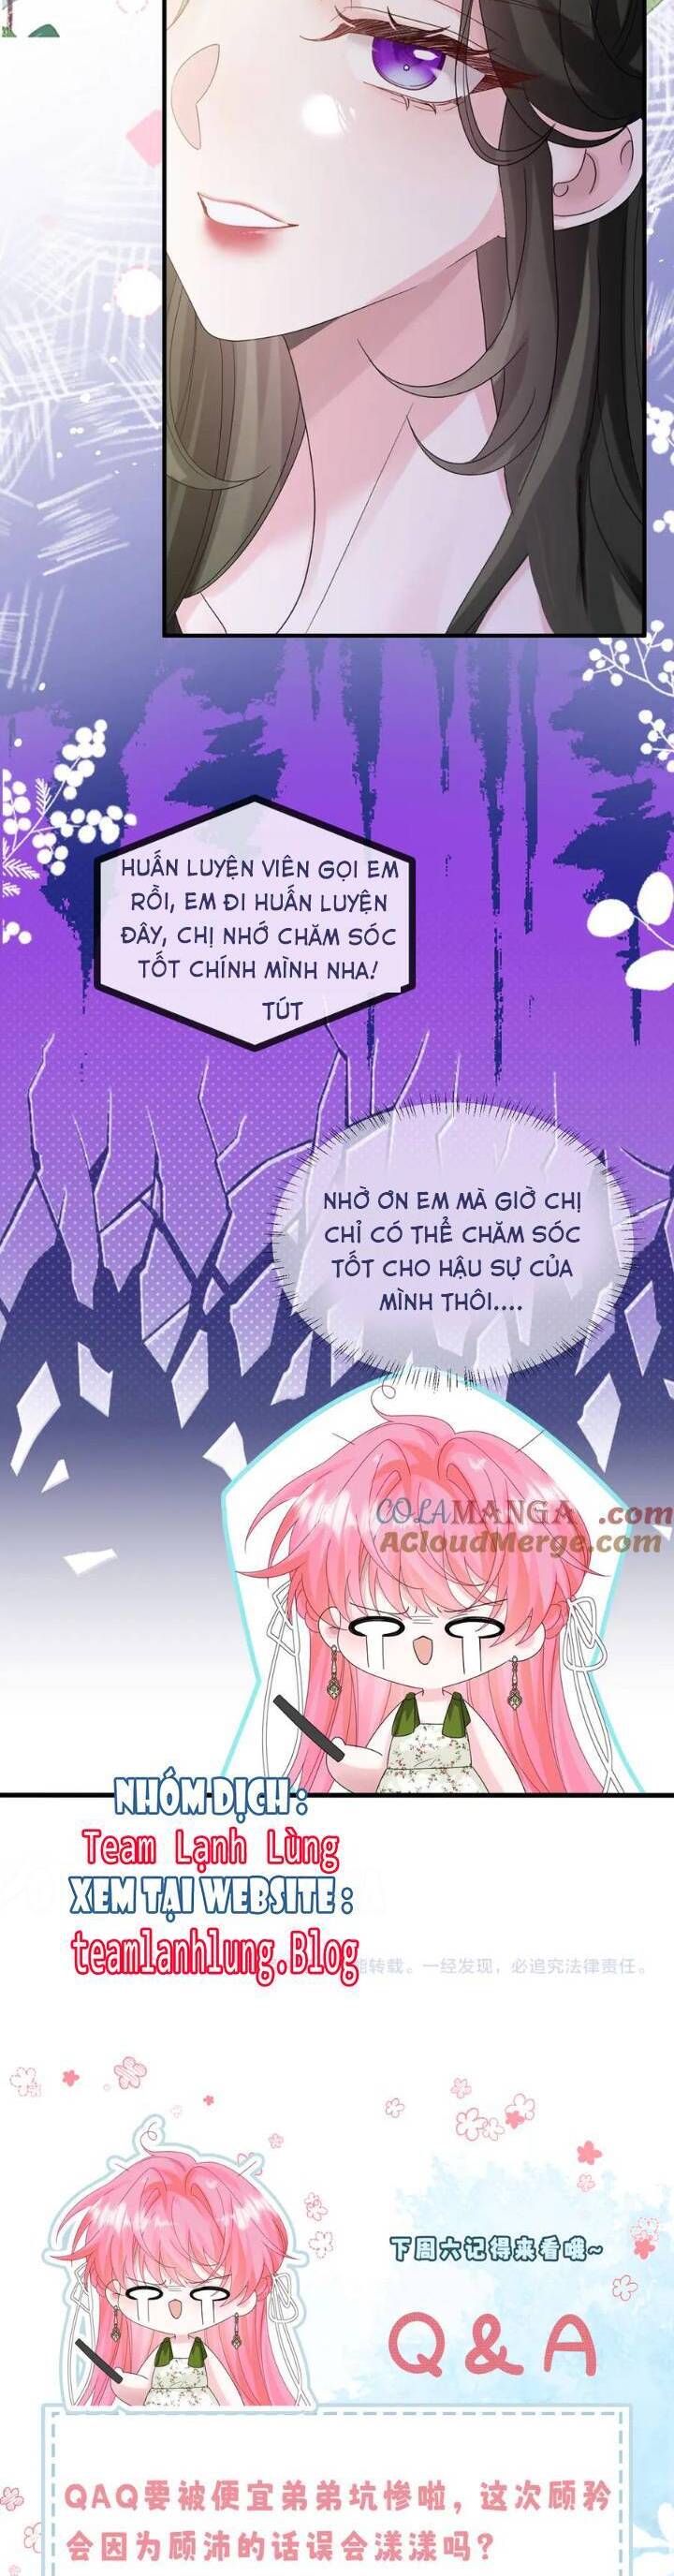 HUẤN LUYỆN VIÊN GỌI EM
RỒI, EM ĐI HUẤN LUYỆN
ĐÂY, CHỊ NHỚ CHĂM SÓC
TỐT CHÍNH MÌNH NHA!
TÚT
NHỜ ƠN EM MÀ GIỜ CHỊ
CHỈ CÓ THỂ CHĂM SÓC
TỐT CHO HẬU SỰ CỦA
MÌNH THÔI....
COLAMANGA.com
ACloudMerge.com
NHÓM DỊCH :
Team Lạnh Lùng
XEM TẠI WEBSITE :
teamlanhlung.Blog
转载。一经发现，必追究法律责任。
下周六记得来看哦~
Q&A
QAQ要被便宜弟弟坑惨啦，这次顾矜
会因为顾沛的话误会漾漾吗？